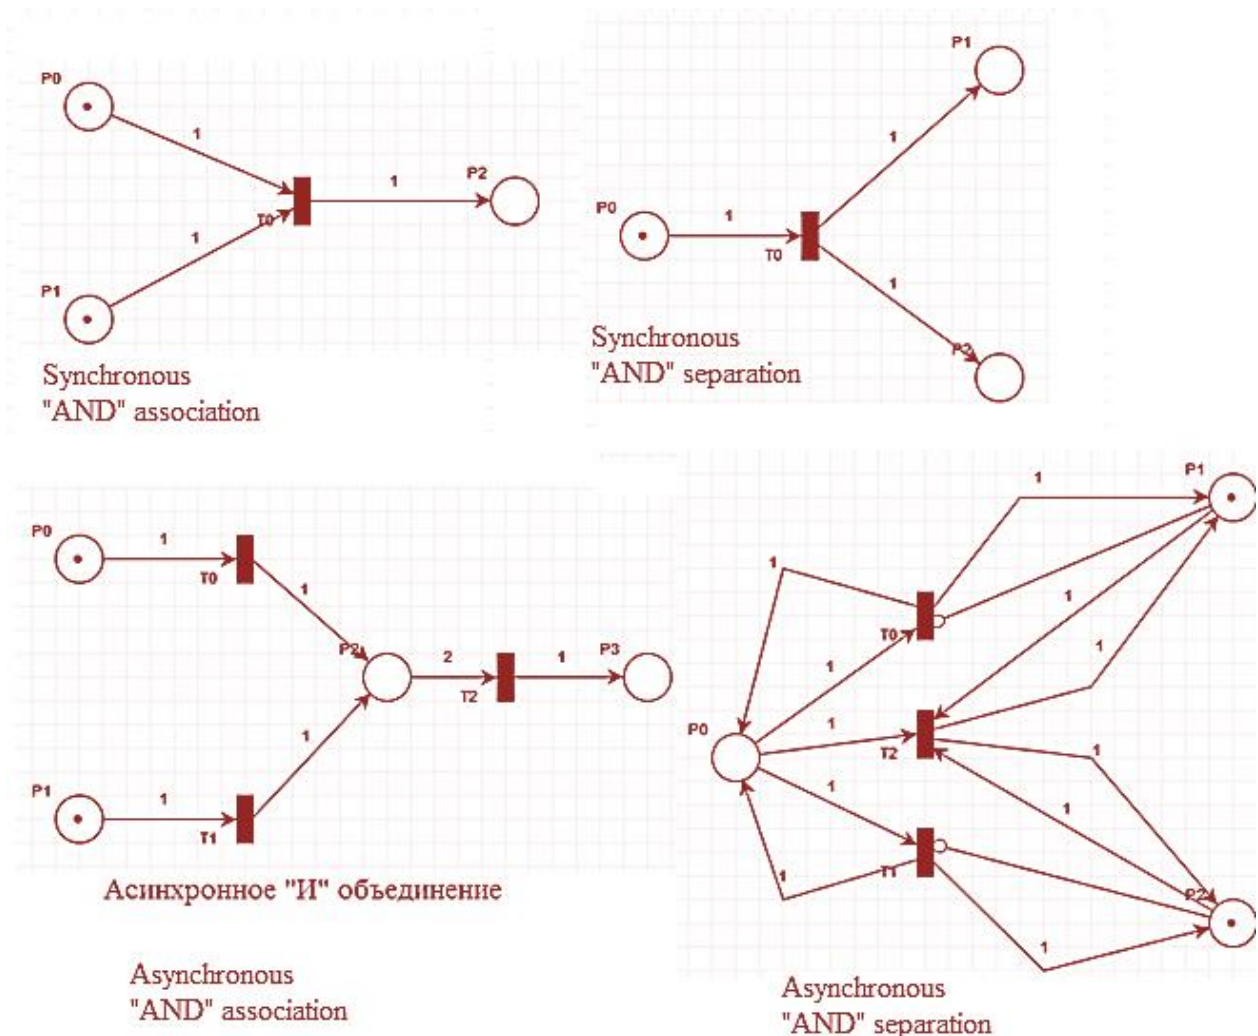 P0
1
1
T0
1
P2
P1
Synchronous
"AND" association
P1
1
P0
1
T0
1
P2
Synchronous
"AND" separation
P0
1
T0
1
P2
2
T2
1
P3
1
P1
1
T1
Асинхронное "И" объединение
Asynchronous
"AND" association
1
P1
1
T0
1
1
1
P0
1
T2
1
1
1
T1
1
P2
1
Asynchronous
"AND" separation